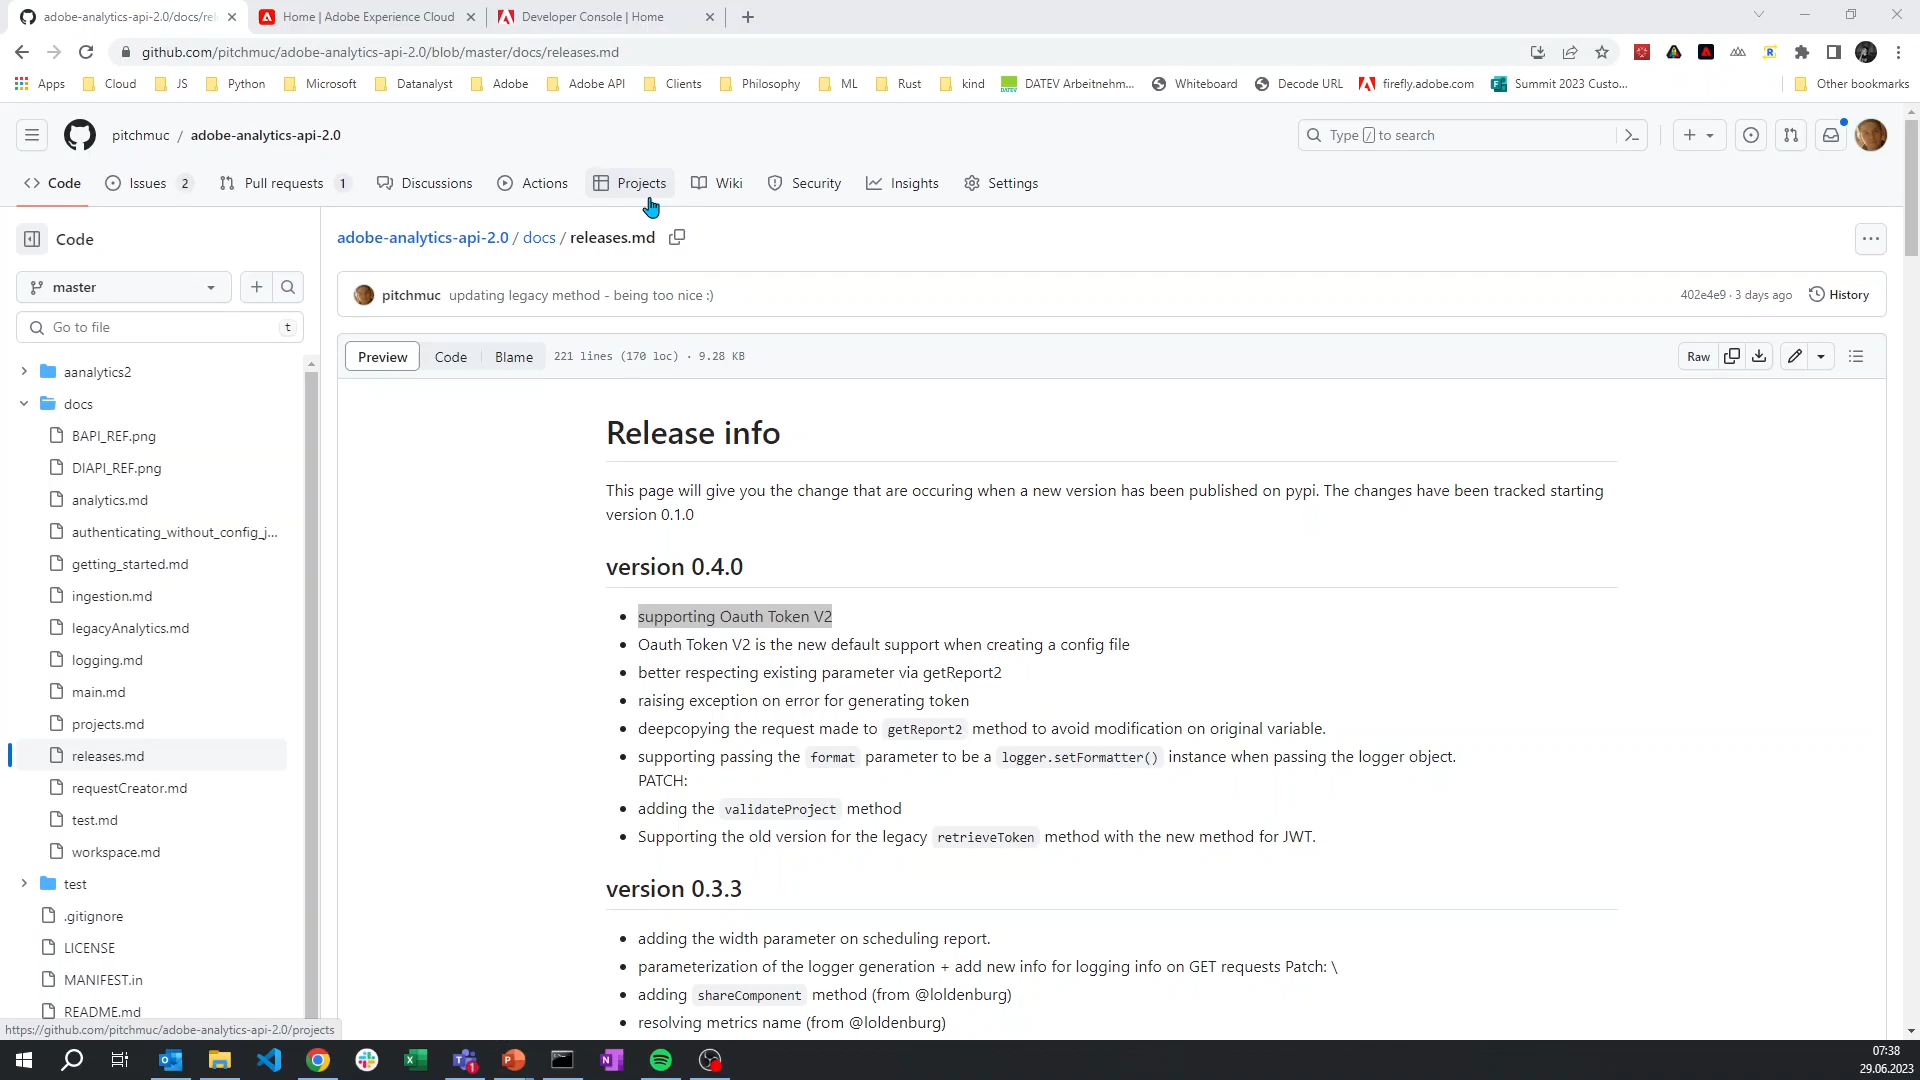 adobe-analytics-api-2.0/docs/rel
Home | Adobe Experience Cloud
Developer Console | Home
github.com/pitchmuc/adobe-analytics-api-2.0/blob/master/docs/releases.md
Apps
Cloud
JS
Python
Microsoft
Datanalyst
Adobe
Adobe API
Clients
Philosophy
ML
Rust
kind
DATEV Arbeitnehm...
Whiteboard
Decode URL
firefly.adobe.com
Summit 2023 Custo...
Other bookmarks
pitchmuc / adobe-analytics-api-2.0
Type / to search
Code
Issues 2
Pull requests 1
Discussions
Actions
Projects
Wiki
Security
Insights
Settings
Code
adobe-analytics-api-2.0 / docs / releases.md
master
pitchmuc updating legacy method - being too nice :)
402e4e9 · 3 days ago
History
Go to file t
Preview
Code
Blame
221 lines (170 loc) · 9.28 KB
Raw
aanalytics2
docs
BAPI_REF.png
DIAPI_REF.png
analytics.md
authenticating_without_config_j...
getting_started.md
ingestion.md
legacyAnalytics.md
logging.md
main.md
projects.md
releases.md
requestCreator.md
test.md
workspace.md
test
.gitignore
LICENSE
MANIFEST.in
README.md
Release info
This page will give you the change that are occuring when a new version has been published on pypi. The changes have been tracked starting
version 0.1.0
version 0.4.0
supporting Oauth Token V2
Oauth Token V2 is the new default support when creating a config file
better respecting existing parameter via getReport2
raising exception on error for generating token
deepcopying the request made to getReport2 method to avoid modification on original variable.
supporting passing the format parameter to be a logger.setFormatter() instance when passing the logger object.
PATCH:
adding the validateProject method
Supporting the old version for the legacy retrieveToken method with the new method for JWT.
version 0.3.3
adding the width parameter on scheduling report.
parameterization of the logger generation + add new info for logging info on GET requests Patch: \
adding shareComponent method (from @loldenburg)
resolving metrics name (from @loldenburg)
https://github.com/pitchmuc/adobe-analytics-api-2.0/projects
07:38
29.06.2023